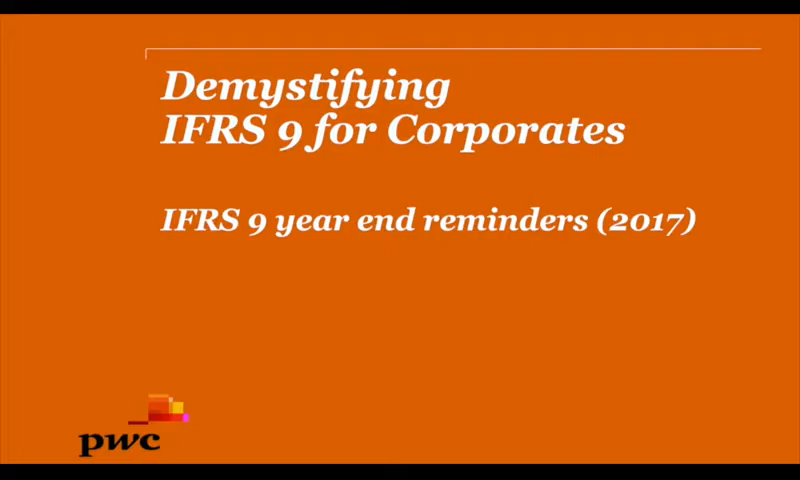 Demystifying
IFRS 9 for Corporates
IFRS 9 year end reminders (2017)
pwc